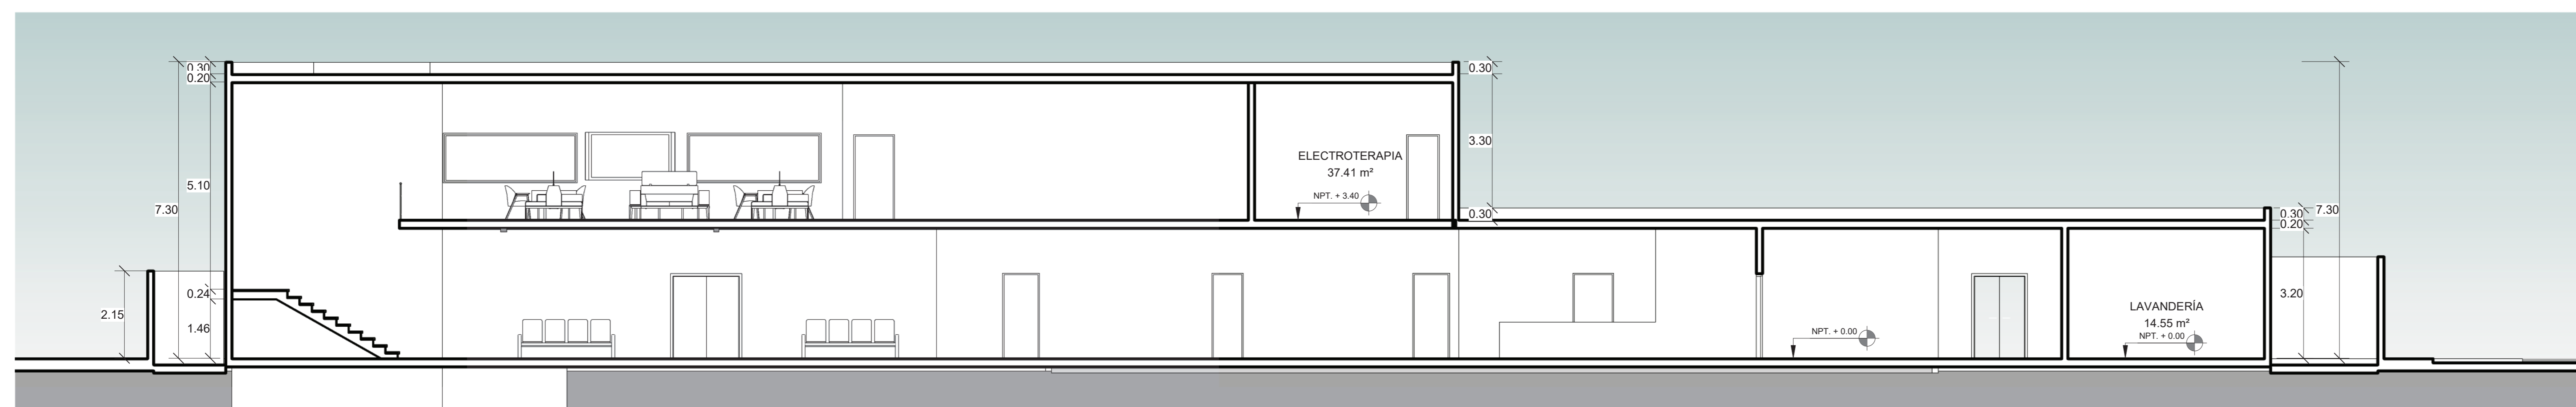 0.30
0.20
5.10
7.30
0.24
2.15
1.46
ELECTROTERAPIA
37.41 m²
NPT. + 3.40
0.30
3.30
0.30
NPT. + 0.00
LAVANDERÍA
14.55 m²
NPT. + 0.00
0.30
0.20
7.30
3.20